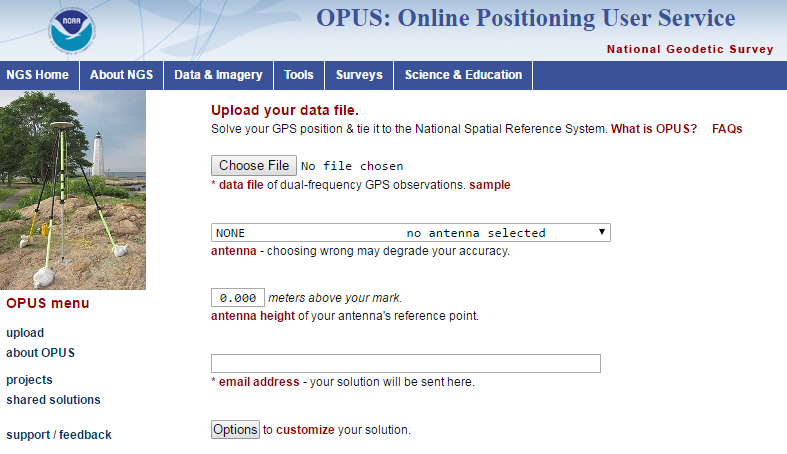 NOAA
OPUS: Online Positioning User Service
National Geodetic Survey
NGS Home About NGS Data & Imagery Tools Surveys Science & Education
Upload your data file.
Solve your GPS position & tie it to the National Spatial Reference System. What is OPUS? FAQs
Choose File No file chosen
* data file of dual-frequency GPS observations. sample
NONE no antenna selected
antenna - choosing wrong may degrade your accuracy.
0.000 meters above your mark.
antenna height of your antenna's reference point.
* email address - your solution will be sent here.
Options to customize your solution.
OPUS menu
upload
about OPUS
projects
shared solutions
support / feedback